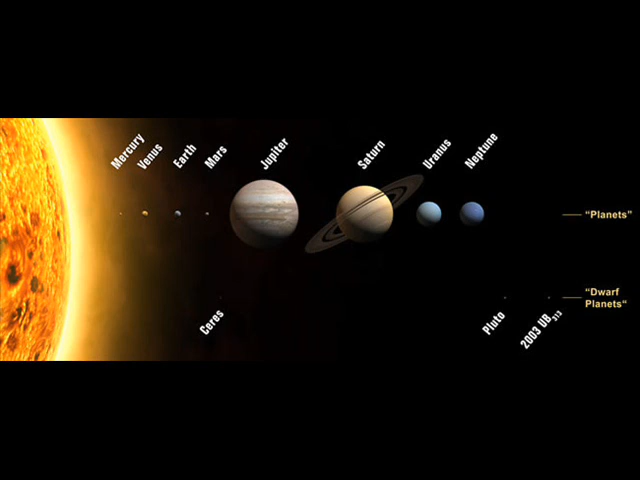 Mercury
Venus
Earth
Mars
Jupiter
Saturn
Uranus
Neptune
“Planets”
Ceres
Pluto
2003 UB313
“Dwarf
Planets“